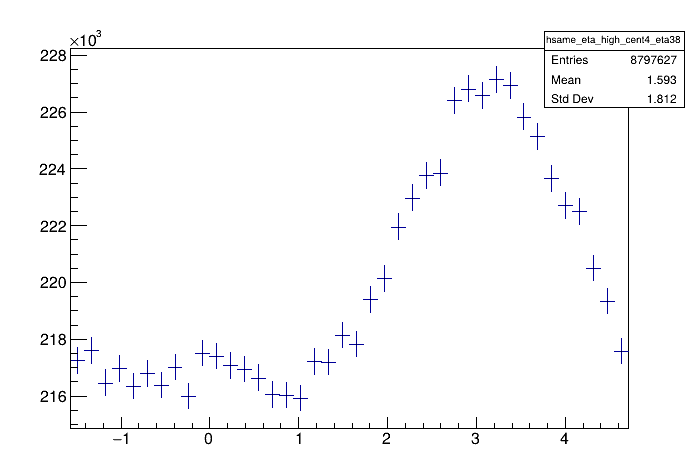 ×10³
hsame_eta_high_cent4_eta38
Entries 8797627
Mean 1.593
Std Dev 1.812
228
226
224
222
220
218
216
−1 0 1 2 3 4